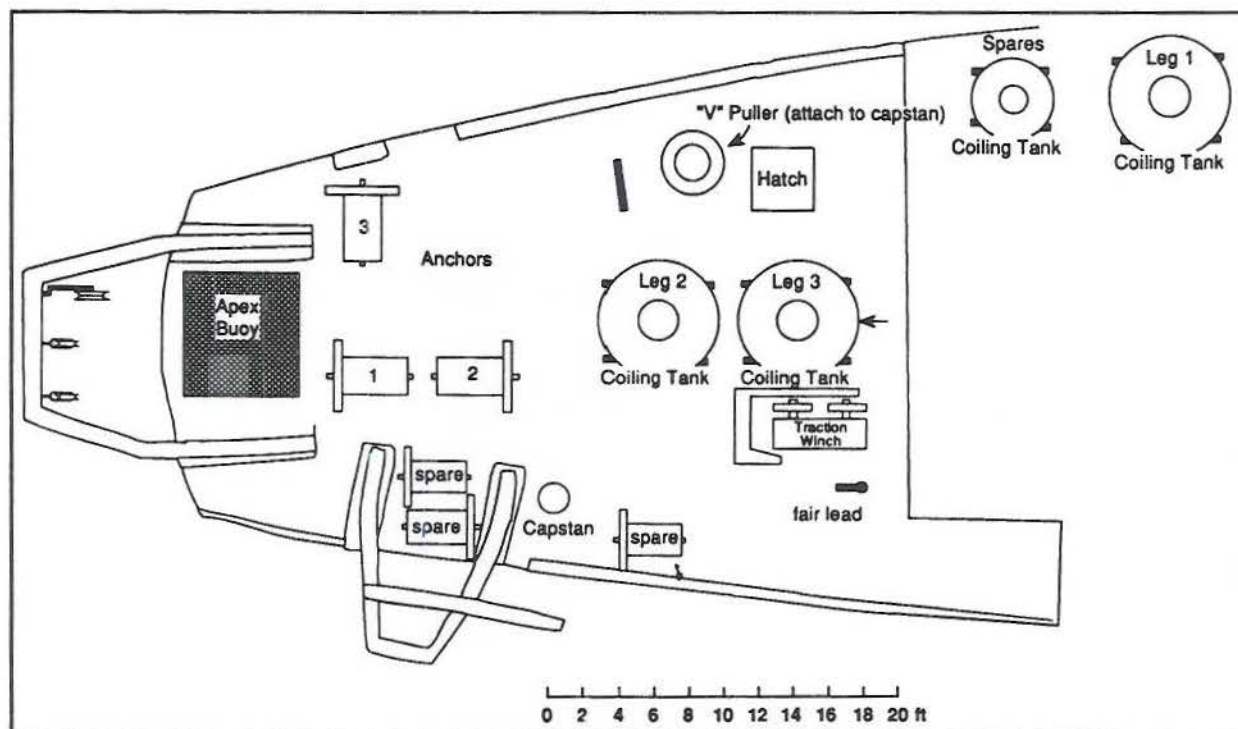 Spares
Leg 1
"V" Puller (attach to capstan)
Coiling Tank
Coiling Tank
Hatch
3
Anchors
Leg 2
Leg 3
Apex
Buoy
1
2
Coiling Tank
Coiling Tank
Traction
Winch
spare
spare
Capstan
spare
fair lead
0 2 4 6 8 10 12 14 16 18 20 ft